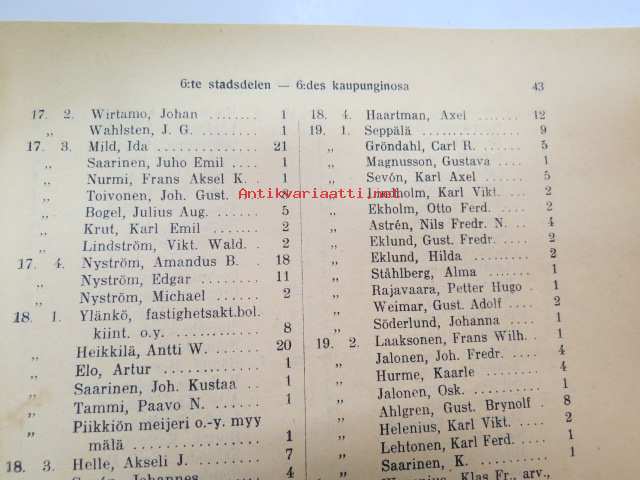 6:te stadsdelen — 6:des kaupunginosa 43
17. 2. Wirtamo, Johan ....... 1
„ Wahlsten, J. G. ........ 1
17. 3. Mild, Ida ............. 21
„ Saarinen, Juho Emil .... 1
„ Nurmi, Frans Aksel K. . 1
„ Toivonen, Joh. Gust. 8
„ Bogel, Julius Aug. ..... 5
„ Krut, Karl Emil ....... 2
„ Lindström, Vikt. Wald. . 2
17. 4. Nyström, Amandus B. . 18
„ Nyström, Edgar ....... 11
„ Nyström, Michael ...... 2
18. 1. Ylänkö, fastighetsakt.bol.
kiint. o.y. ........... 8
„ Heikkilä, Antti W. ..... 20
„ Elo, Artur ............ 1
„ Saarinen, Joh. Kustaa .. 1
„ Tammi, Paavo N. ...... 1
„ Piikkiön meijeri o.-y. myy
mälä ............... 1
18. 3. Helle, Akseli J. ........ 7
Johannes 4
18. 4. Haartman, Axel ...... 12
19. 1. Seppälä .............. 9
„ Gröndahl, Carl R. ..... 5
„ Magnusson, Gustava ... 1
„ Sevón, Karl Axel ...... 5
„ Lindholm, Karl Vikt. .. 2
„ Ekholm, Otto Ferd. .... 2
„ Astrén, Nils Fredr. N. .. 4
„ Eklund, Gust. Fredr. ... 2
„ Eklund, Hilda ......... 2
„ Ståhlberg, Alma ....... 1
„ Rajavaara, Petter Hugo . 1
„ Weimar, Gust. Adolf .... 2
„ Söderlund, Johanna .... 1
19. 2. Laaksonen, Frans Wilh. . 1
„ Jalonen, Joh. Fredr. .... 4
„ Hurme, Kaarle ........ 4
„ Jalonen, Osk. ......... 1
„ Ahlgren, Gust. Brynolf . 8
„ Helenius, Karl Vikt. ... 2
„ Lehtonen, Karl Ferd. ... 1
„ Saarinen, K. .......... 1
„ Klas Fr., arv.,
Antikvariaatti.net